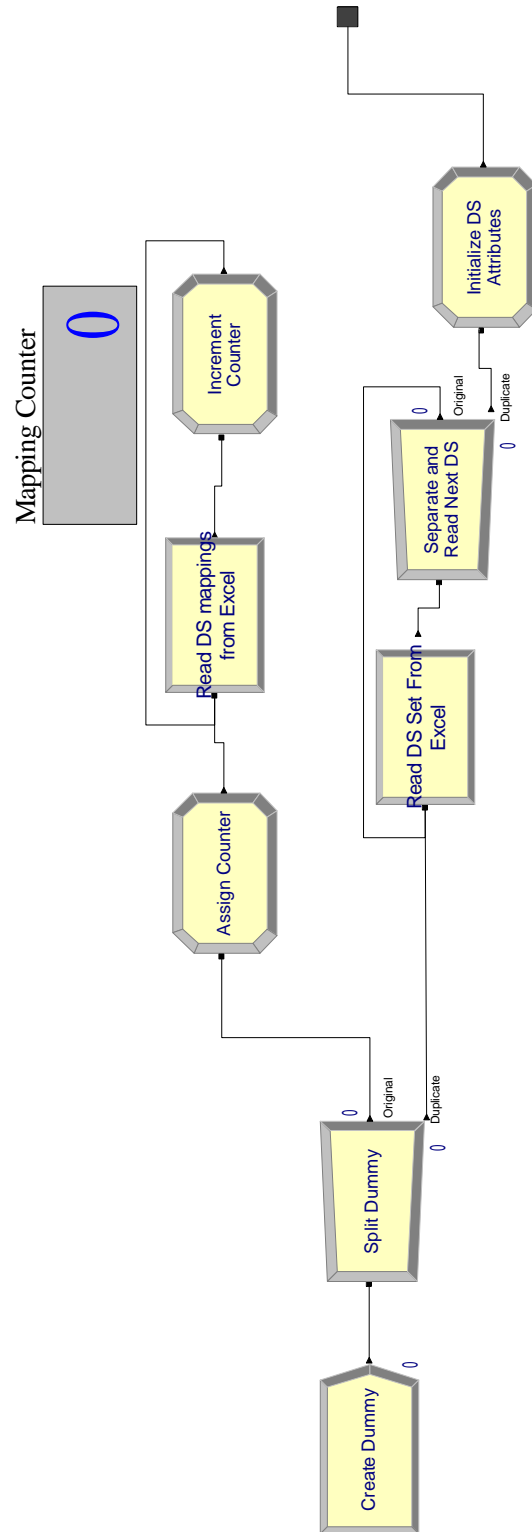 Mapping Counter
0
Create Dummy
0
Split Dummy
0
Original
Duplicate
0
Assign Counter
Read DS mappings
from Excel
Increment
Counter
Read DS Set From
Excel
Separate and
Read Next DS
0
Original
Duplicate
0
Initialize DS
Attributes